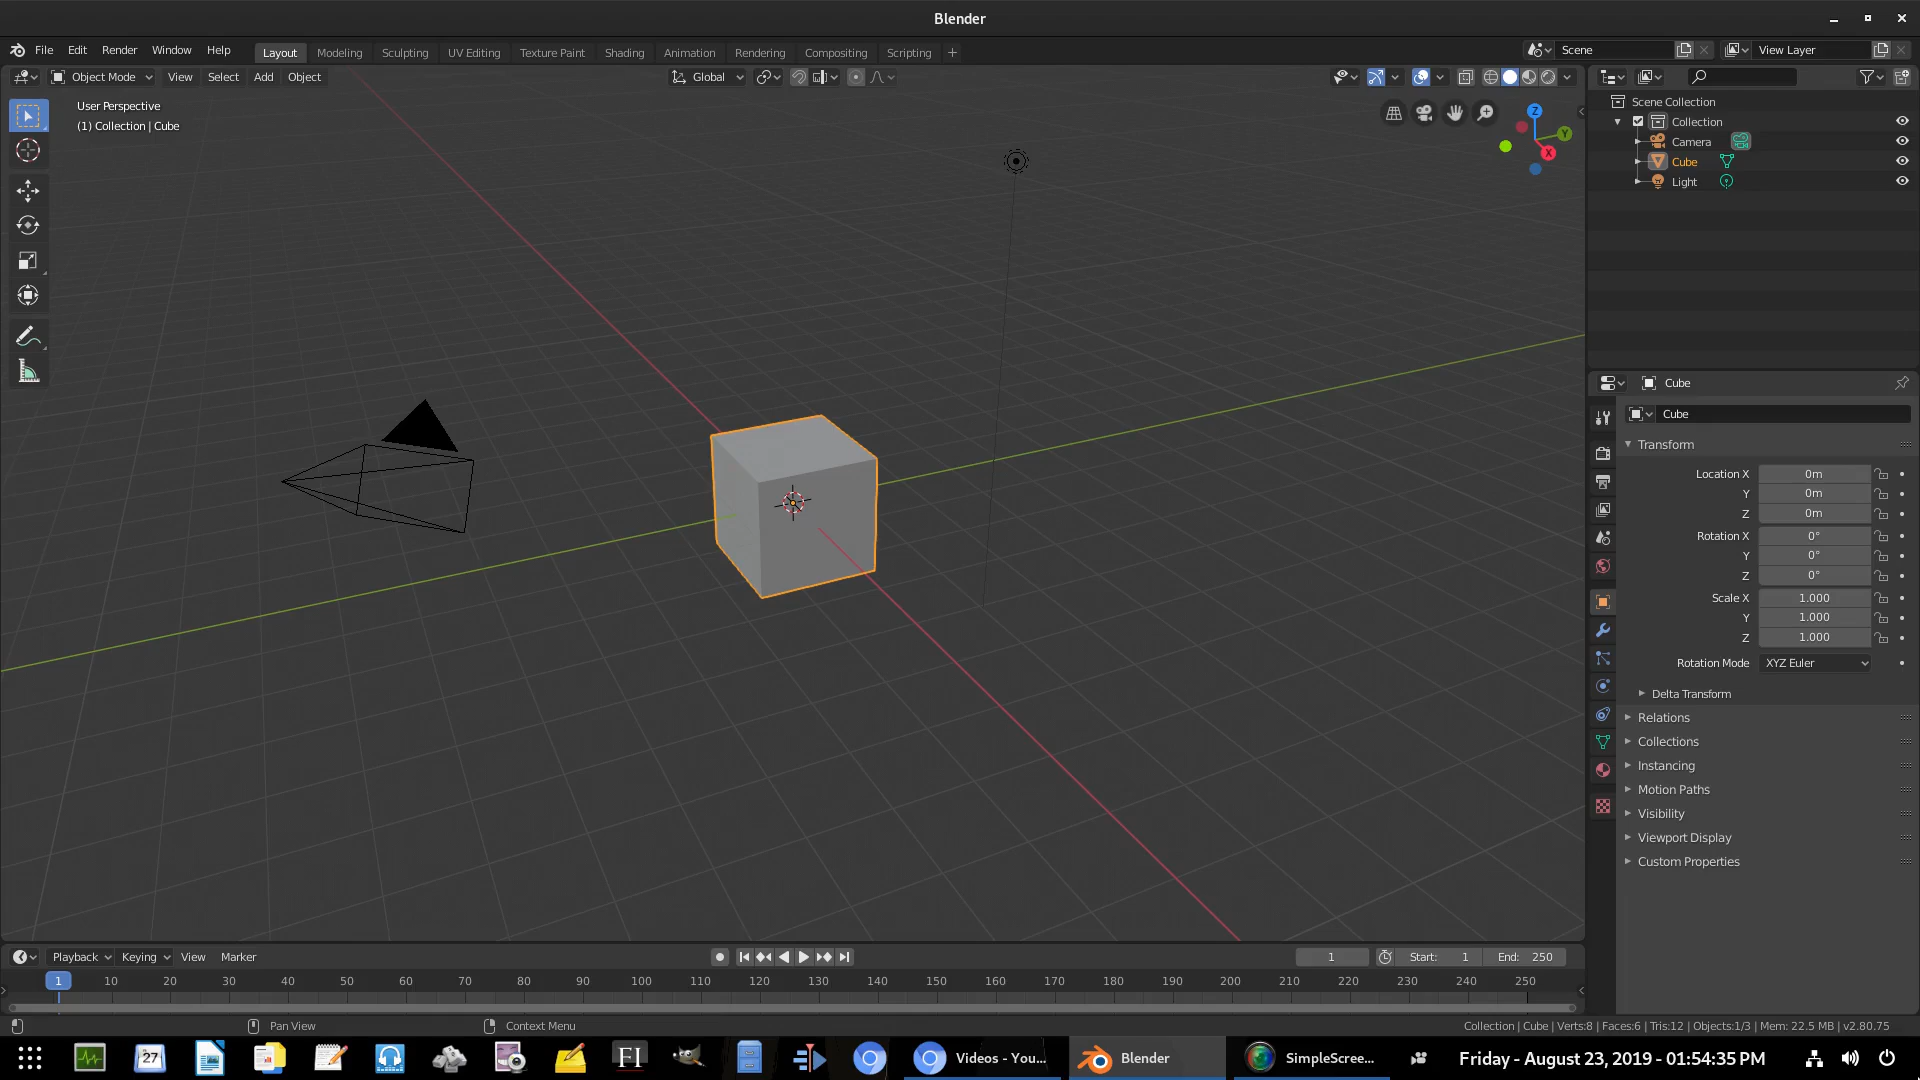 Blender
File Edit Render Window Help Layout Modeling Sculpting UV Editing Texture Paint Shading Animation Rendering Compositing Scripting + Scene View Layer
Object Mode View Select Add Object Global
User Perspective
(1) Collection | Cube
Z
Y
X
Scene Collection
Collection
Camera
Cube
Light
Cube
Cube
Transform
Location X 0m
Y 0m
Z 0m
Rotation X 0°
Y 0°
Z 0°
Scale X 1.000
Y 1.000
Z 1.000
Rotation Mode XYZ Euler
Delta Transform
Relations
Collections
Instancing
Motion Paths
Visibility
Viewport Display
Custom Properties
Playback Keying View Marker 1 Start: 1 End: 250
1 10 20 30 40 50 60 70 80 90 100 110 120 130 140 150 160 170 180 190 200 210 220 230 240 250
Pan View Context Menu Collection | Cube | Verts:8 | Faces:6 | Tris:12 | Objects:1/3 | Mem: 22.5 MB | v2.80.75
27 FI Videos - You... Blender SimpleScree... Friday - August 23, 2019 - 01:54:35 PM